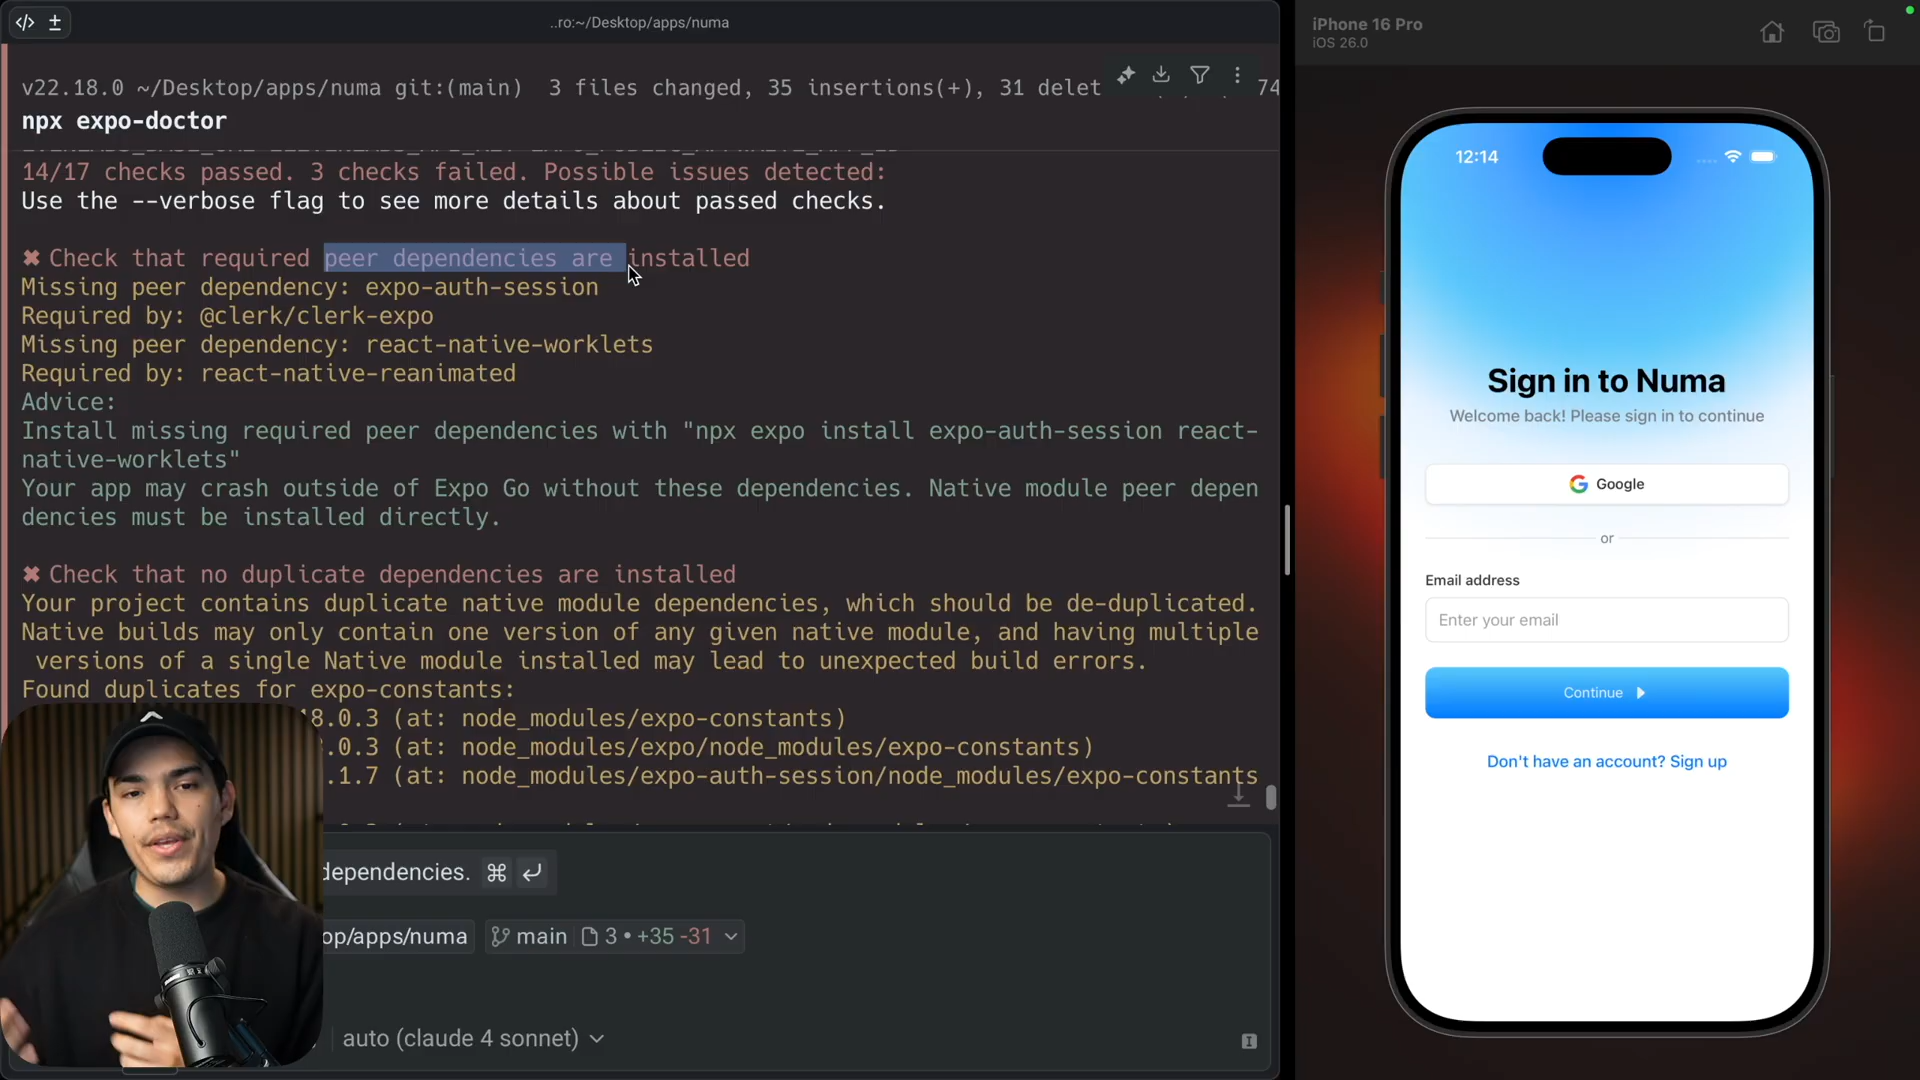 ..ro:~/Desktop/apps/numa
v22.18.0 ~/Desktop/apps/numa git:(main)  3 files changed, 35 insertions(+), 31 delet
74
npx expo-doctor
14/17 checks passed. 3 checks failed. Possible issues detected:
Use the --verbose flag to see more details about passed checks.
✖ Check that required peer dependencies are installed
Missing peer dependency: expo-auth-session
Required by: @clerk/clerk-expo
Missing peer dependency: react-native-worklets
Required by: react-native-reanimated
Advice:
Install missing required peer dependencies with "npx expo install expo-auth-session react-
native-worklets"
Your app may crash outside of Expo Go without these dependencies. Native module peer depen
dencies must be installed directly.
✖ Check that no duplicate dependencies are installed
Your project contains duplicate native module dependencies, which should be de-duplicated.
Native builds may only contain one version of any given native module, and having multiple
versions of a single Native module installed may lead to unexpected build errors.
Found duplicates for expo-constants:
18.0.3 (at: node_modules/expo-constants)
.0.3 (at: node_modules/expo/node_modules/expo-constants)
.1.7 (at: node_modules/expo-auth-session/node_modules/expo-constants
dependencies. ⌘
op/apps/numa main 3 • +35 -31
auto (claude 4 sonnet)
iPhone 16 Pro
iOS 26.0
12:14
Sign in to Numa
Welcome back! Please sign in to continue
Google
or
Email address
Enter your email
Continue
Don't have an account? Sign up